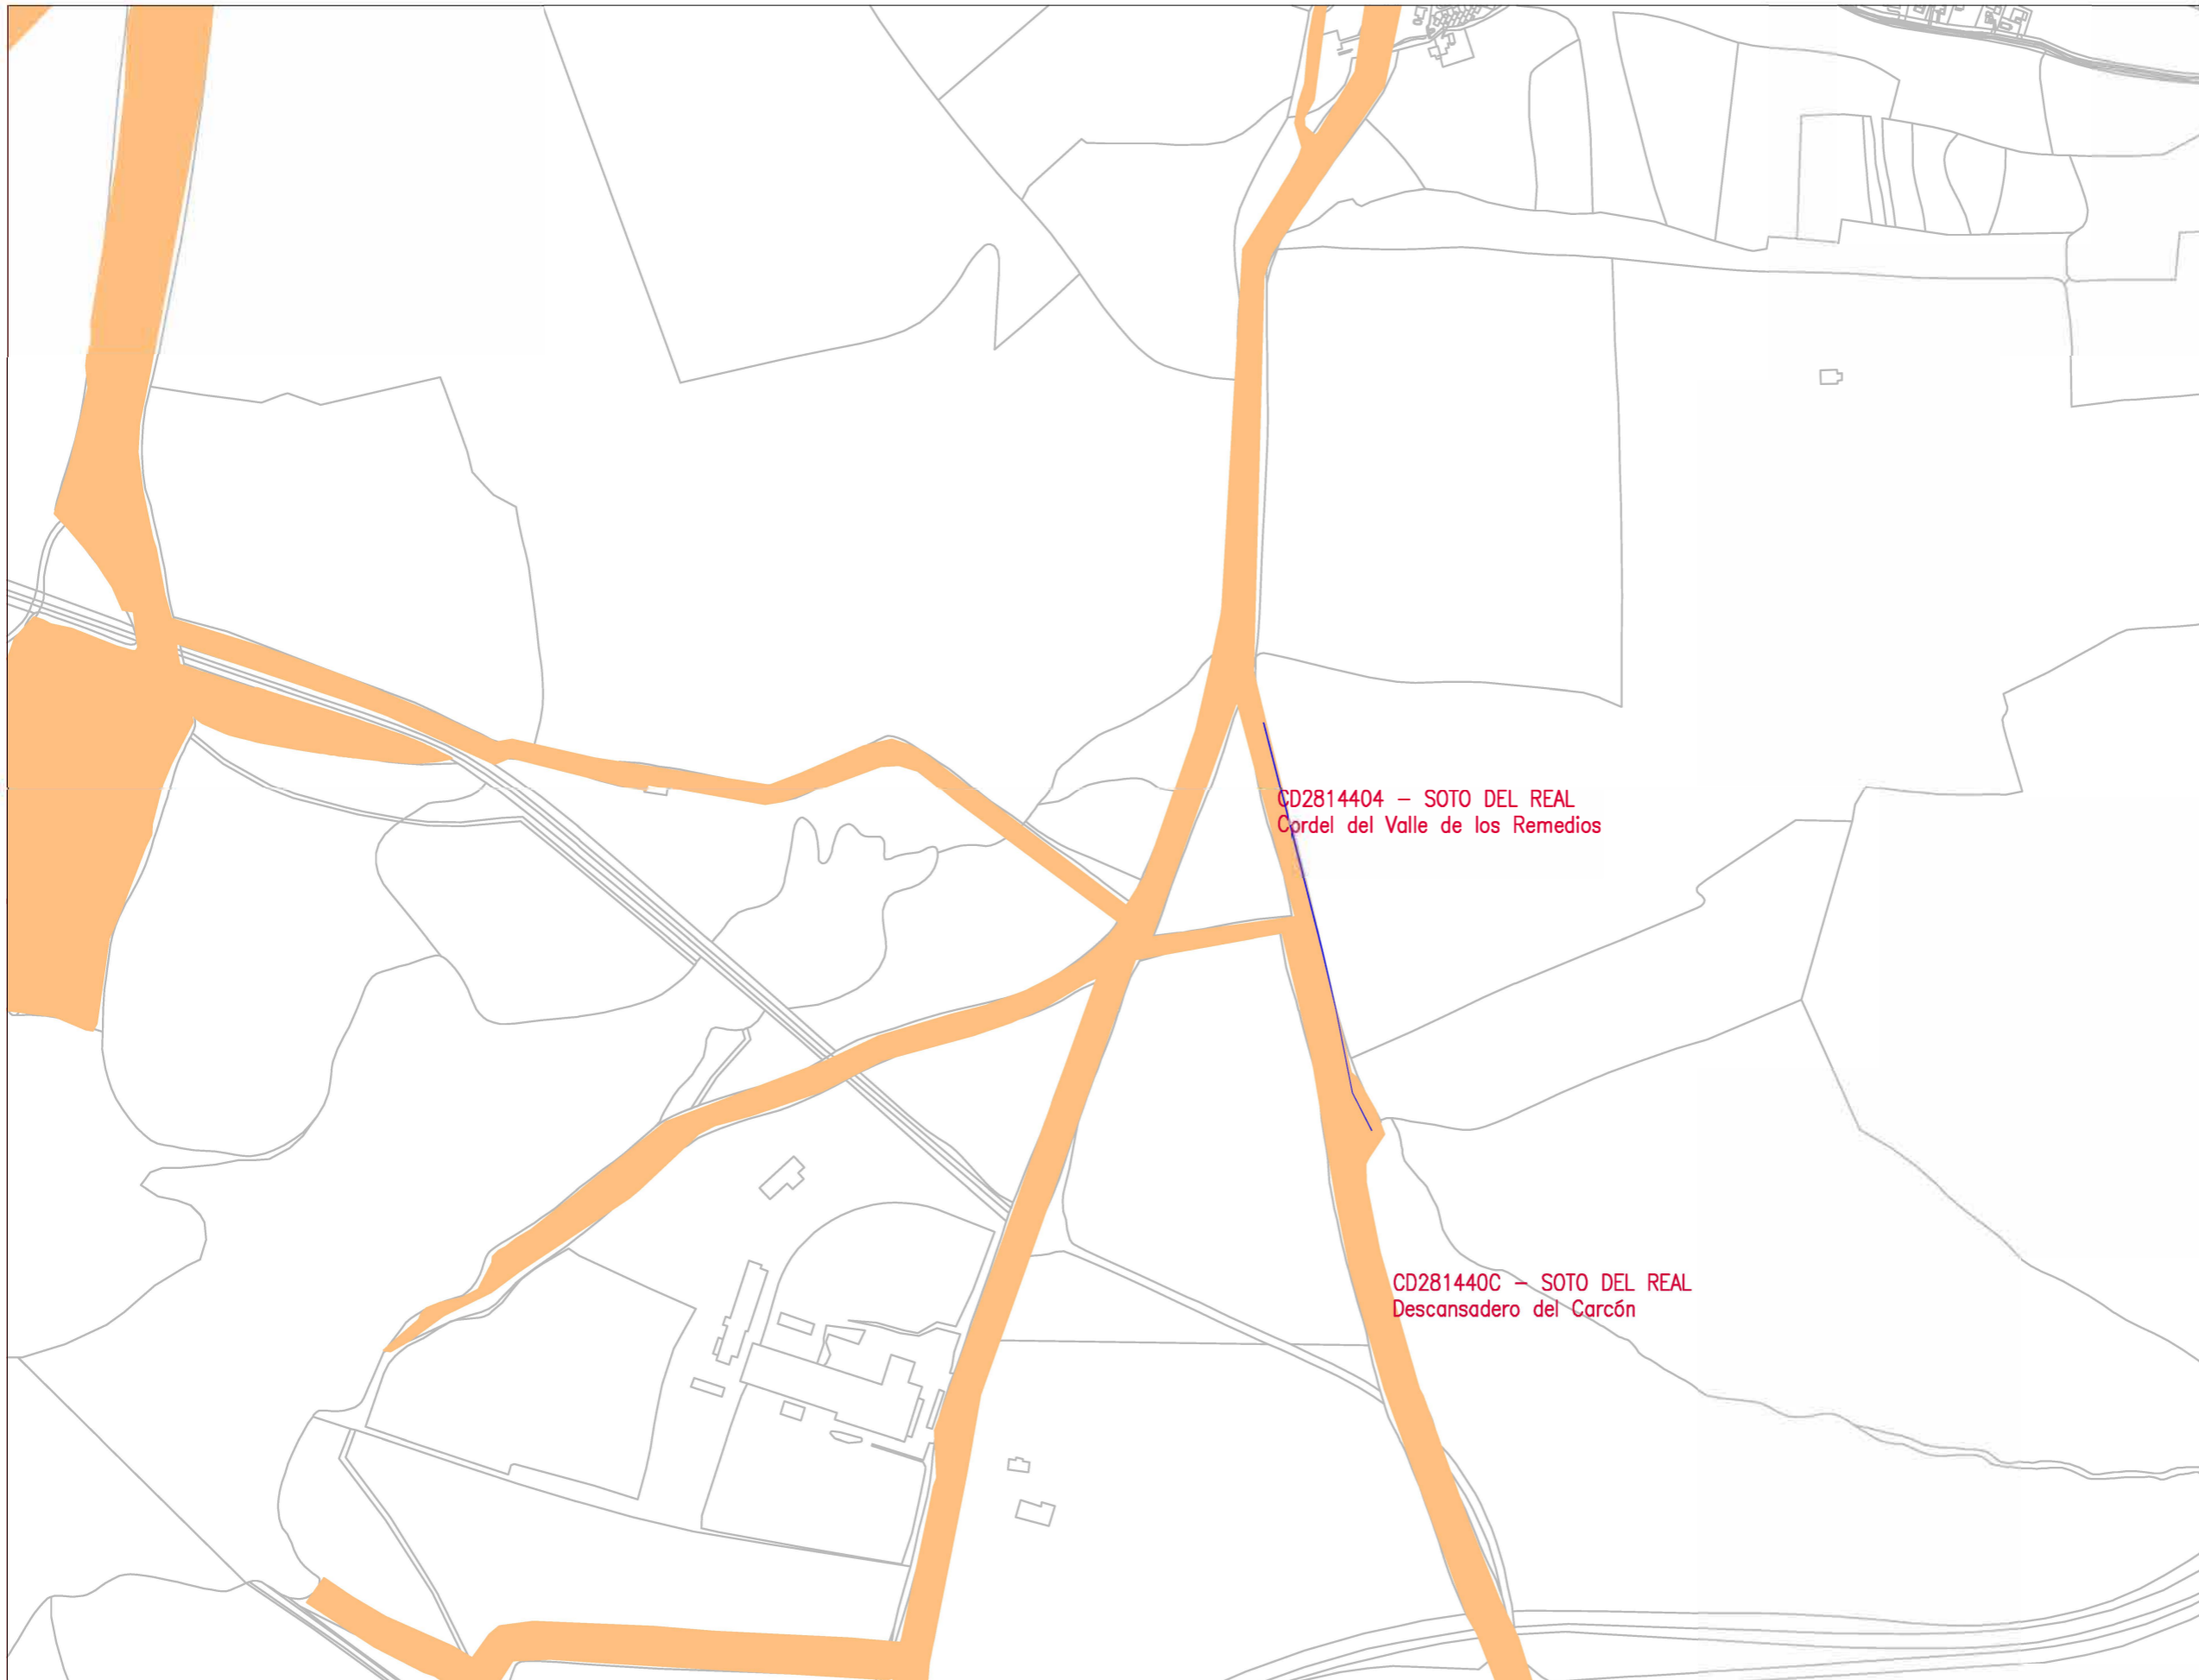 CD2814404 – SOTO DEL REAL
Cordel del Valle de los Remedios
CD281440C – SOTO DEL REAL
Descansadero del Carcón